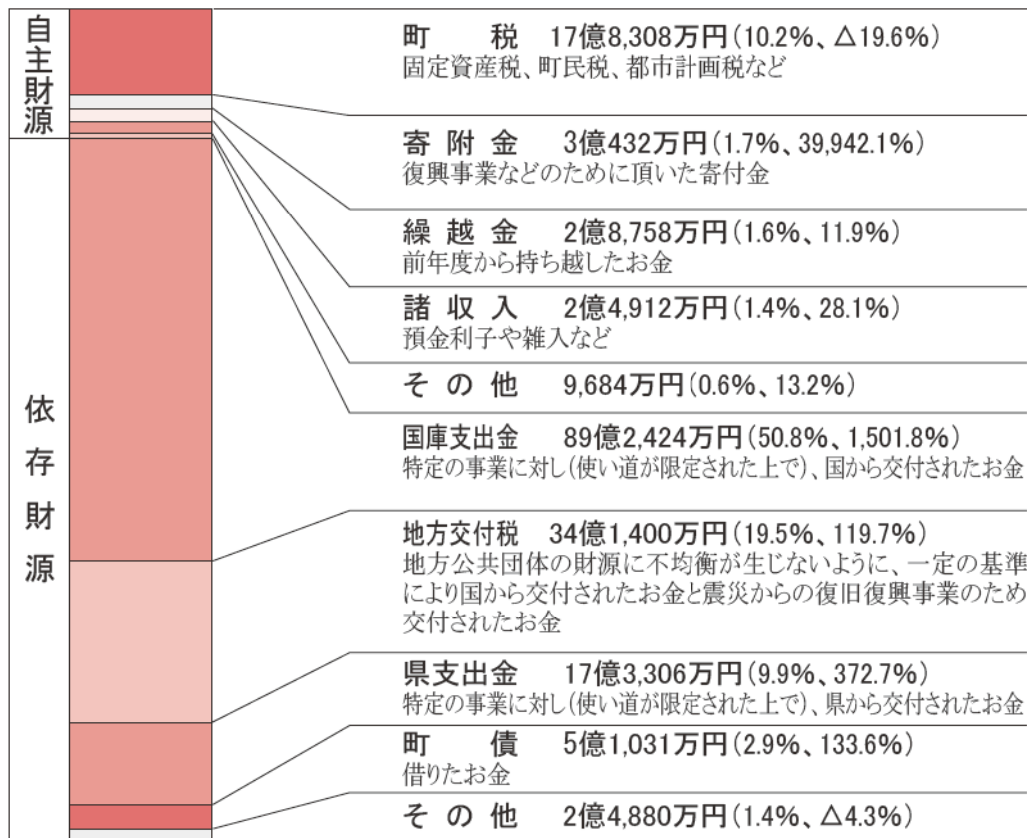 自主財源
町　　税　17億8,308万円(10.2%、△19.6%)
固定資産税、町民税、都市計画税など
寄 附 金　3億432万円(1.7%、39,942.1%)
復興事業などのために頂いた寄付金
繰 越 金　2億8,758万円(1.6%、11.9%)
前年度から持ち越したお金
諸 収 入　2億4,912万円(1.4%、28.1%)
預金利子や雑入など
そ の 他　9,684万円(0.6%、13.2%)
依存財源
国庫支出金　89億2,424万円(50.8%、1,501.8%)
特定の事業に対し(使い道が限定された上で)、国から交付されたお金
地方交付税　34億1,400万円(19.5%、119.7%)
地方公共団体の財源に不均衡が生じないように、一定の基準
により国から交付されたお金と震災からの復旧復興事業のため
交付されたお金
県支出金　17億3,306万円(9.9%、372.7%)
特定の事業に対し(使い道が限定された上で)、県から交付されたお金
町　　債　5億1,031万円(2.9%、133.6%)
借りたお金
そ の 他　2億4,880万円(1.4%、△4.3%)